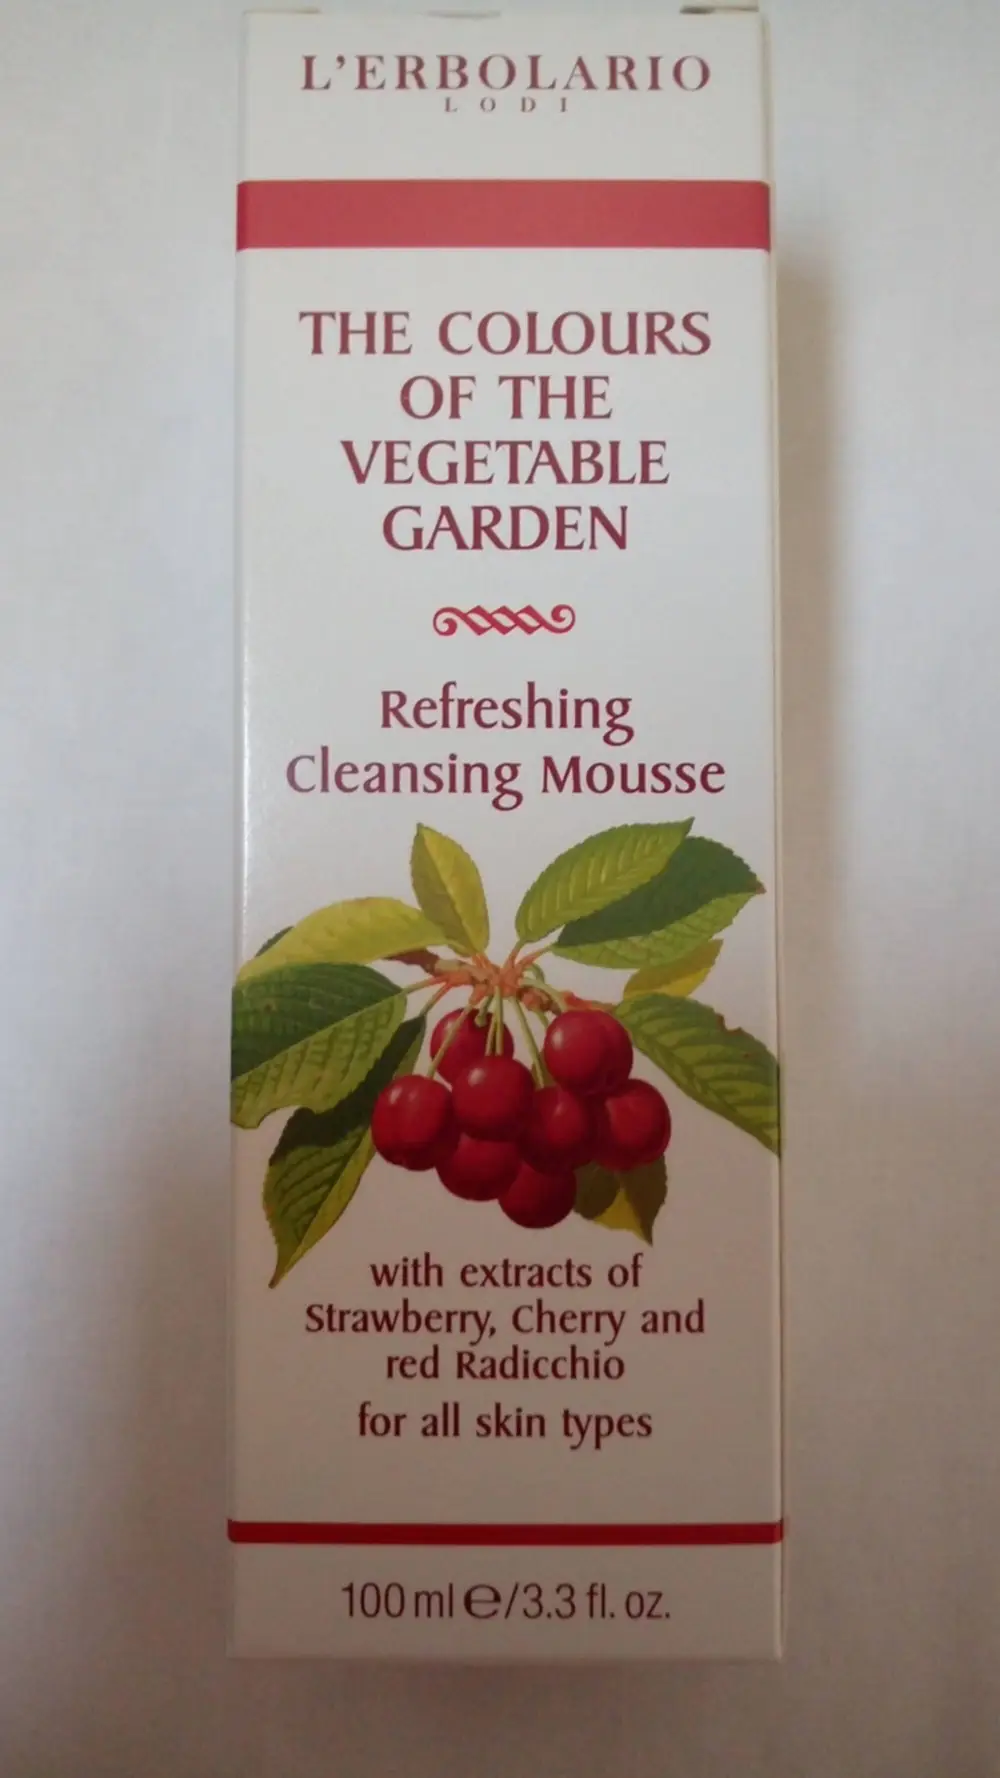 L'ERBOLARIO
LODI
THE COLOURS
OF THE
VEGETABLE
GARDEN
Refreshing
Cleansing Mousse
with extracts of
Strawberry, Cherry and
red Radicchio
for all skin types
100 ml ℮/3.3 fl. oz.